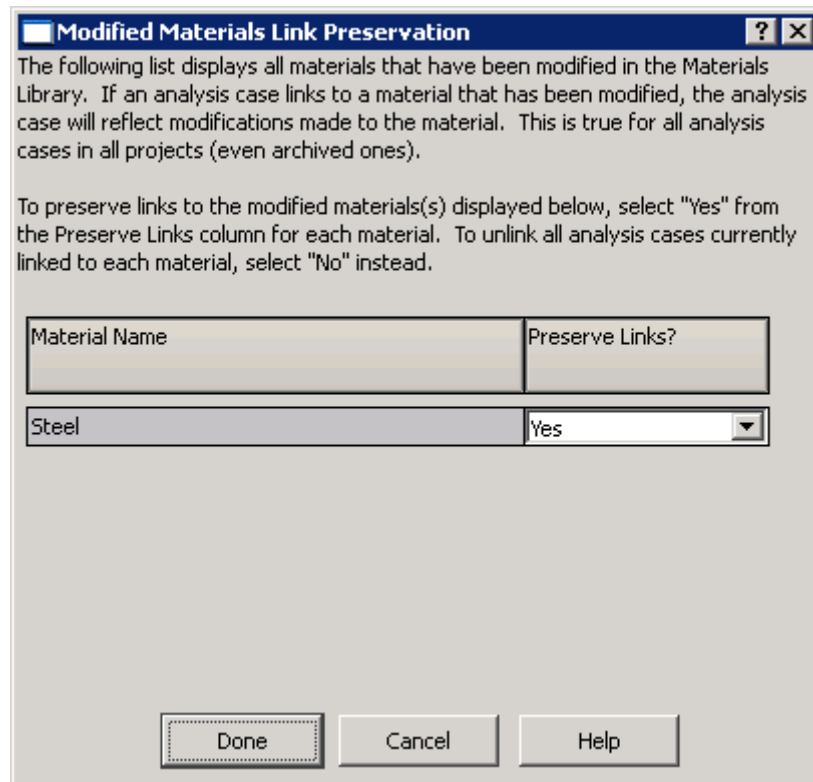 Modified Materials Link Preservation
The following list displays all materials that have been modified in the Materials
Library.  If an analysis case links to a material that has been modified, the analysis
case will reflect modifications made to the material.  This is true for all analysis
cases in all projects (even archived ones).
To preserve links to the modified materials(s) displayed below, select "Yes" from
the Preserve Links column for each material.  To unlink all analysis cases currently
linked to each material, select "No" instead.
Material Name Preserve Links?
Steel Yes
Done Cancel Help